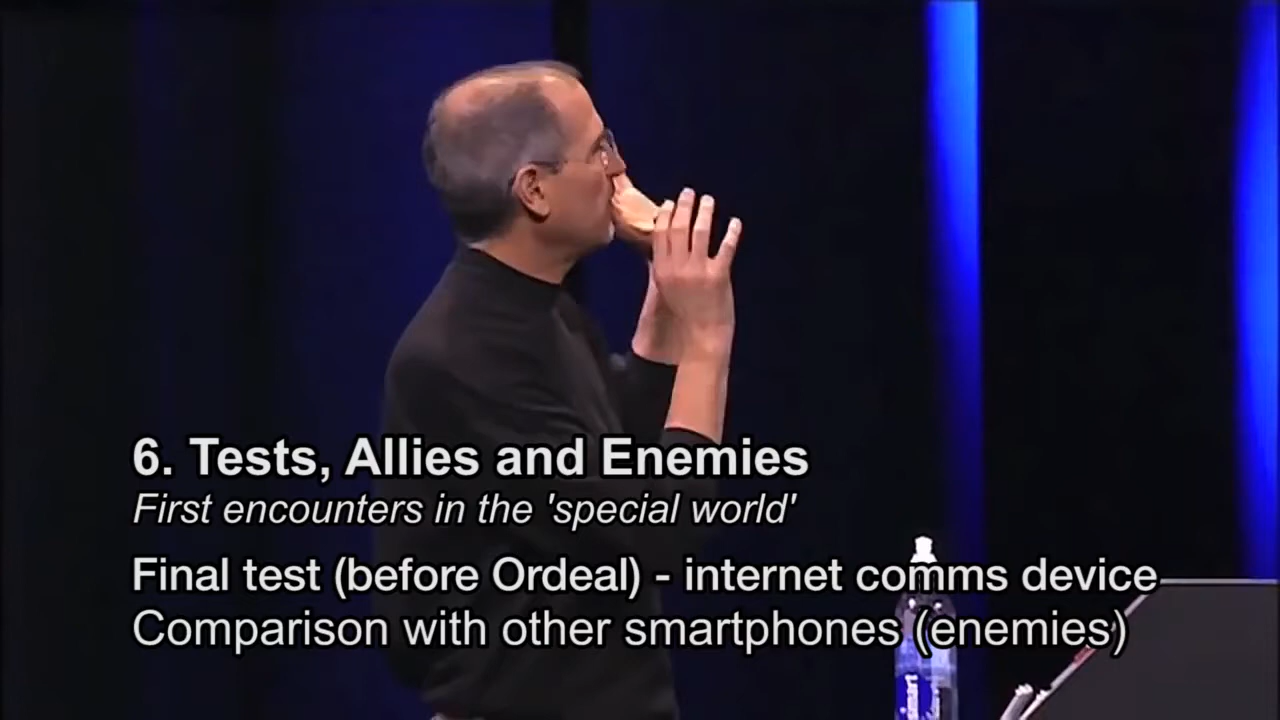 6. Tests, Allies and Enemies
First encounters in the 'special world'
Final test (before Ordeal) - internet comms device
Comparison with other smartphones (enemies)